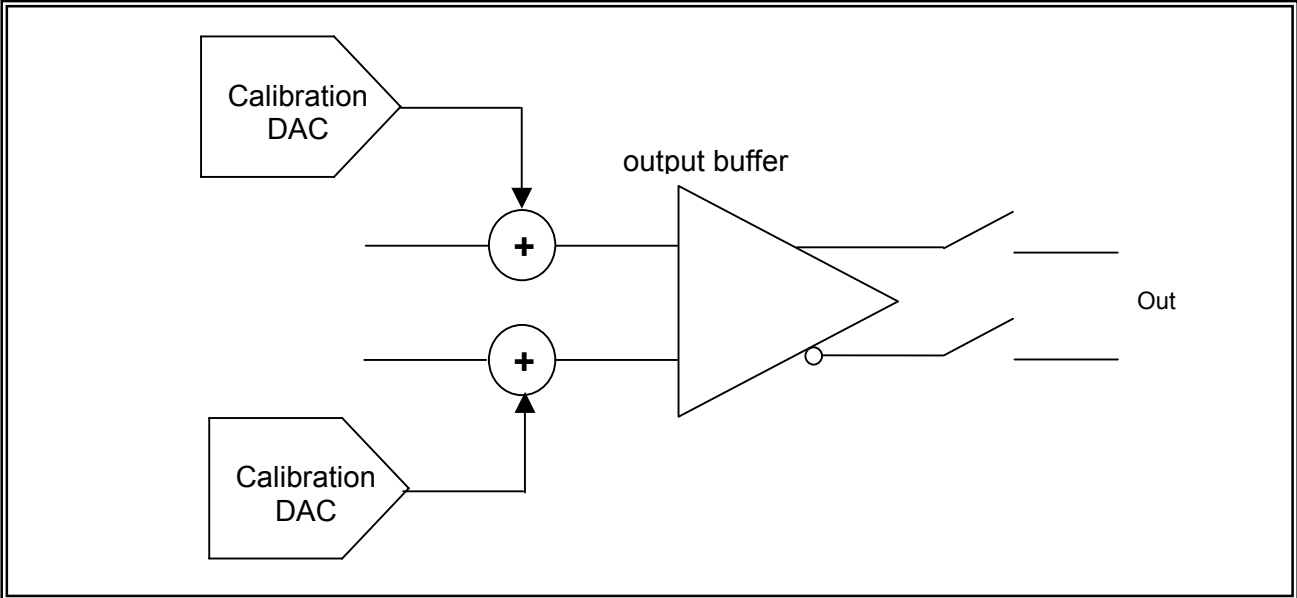 Calibration
DAC
output buffer
+
Out
+
Calibration
DAC